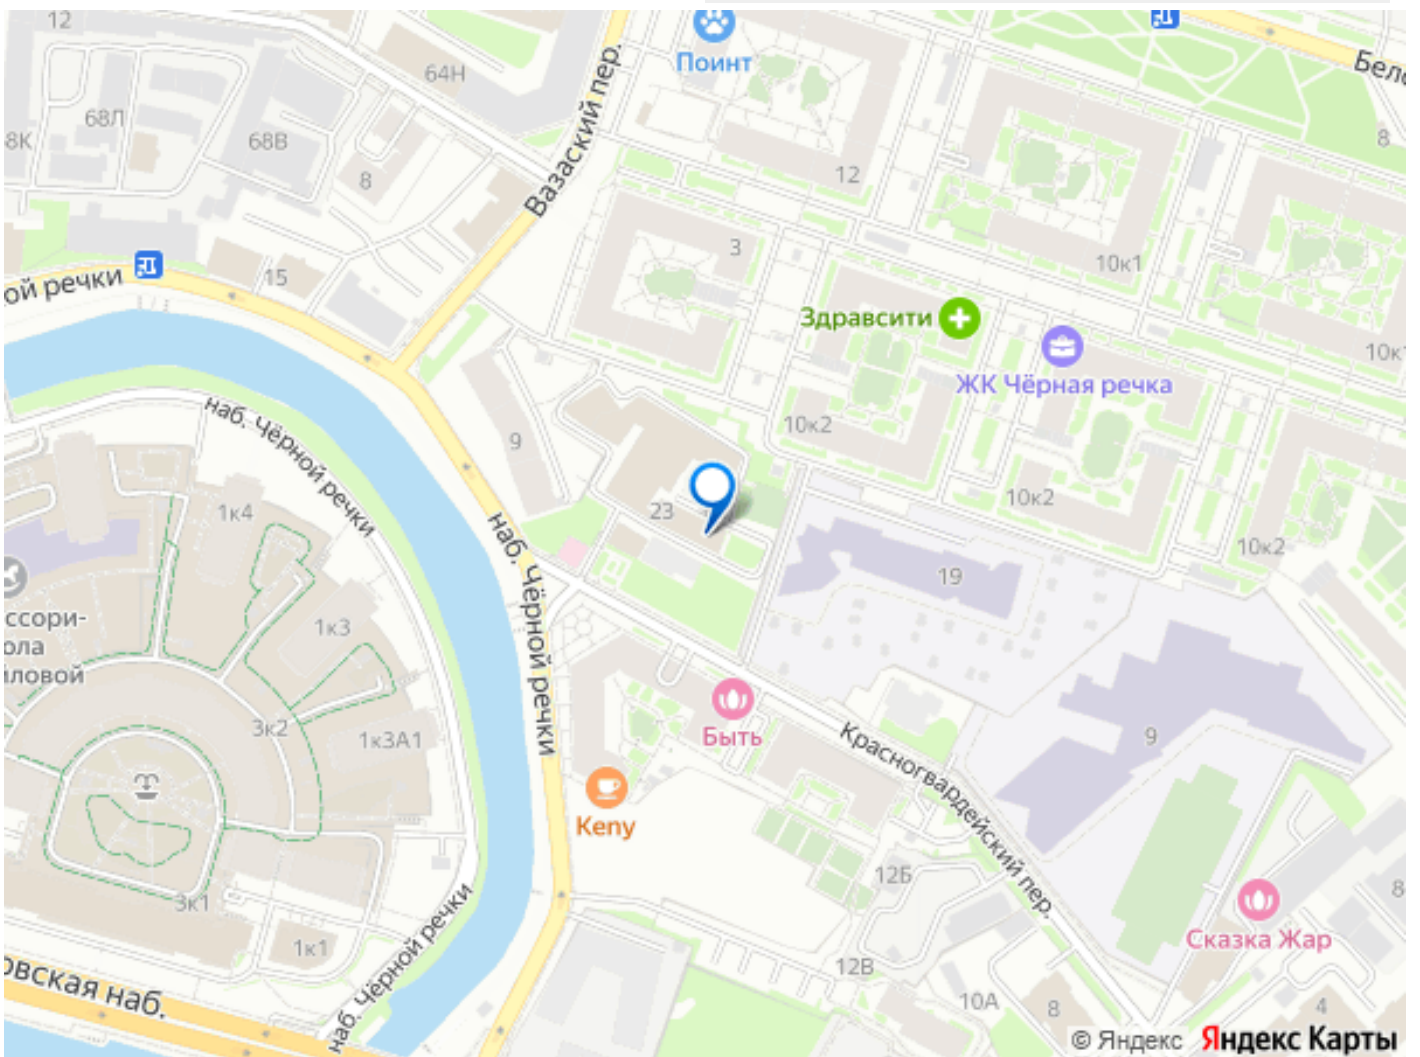 12
Поинт
64Н
Бел
68Л
8К
68В
8
8
12
Вазаский пер.
3
10к1
ой речки
15
Здравсити
10к
ЖК Чёрная речка
наб. Чёрной речки
10к2
9
10к2
1к4
23
наб. Чёрной речки
10к2
19
ссори-
1к3
ола
иловой
3к2
1к3А1
Быть
Красногвардейский пер.
9
Keny
12Б
8
3к1
наб. Чёрной речки
1к1
Сказка Жар
12В
овская наб.
10А
8
4
© Яндекс Яндекс Карты